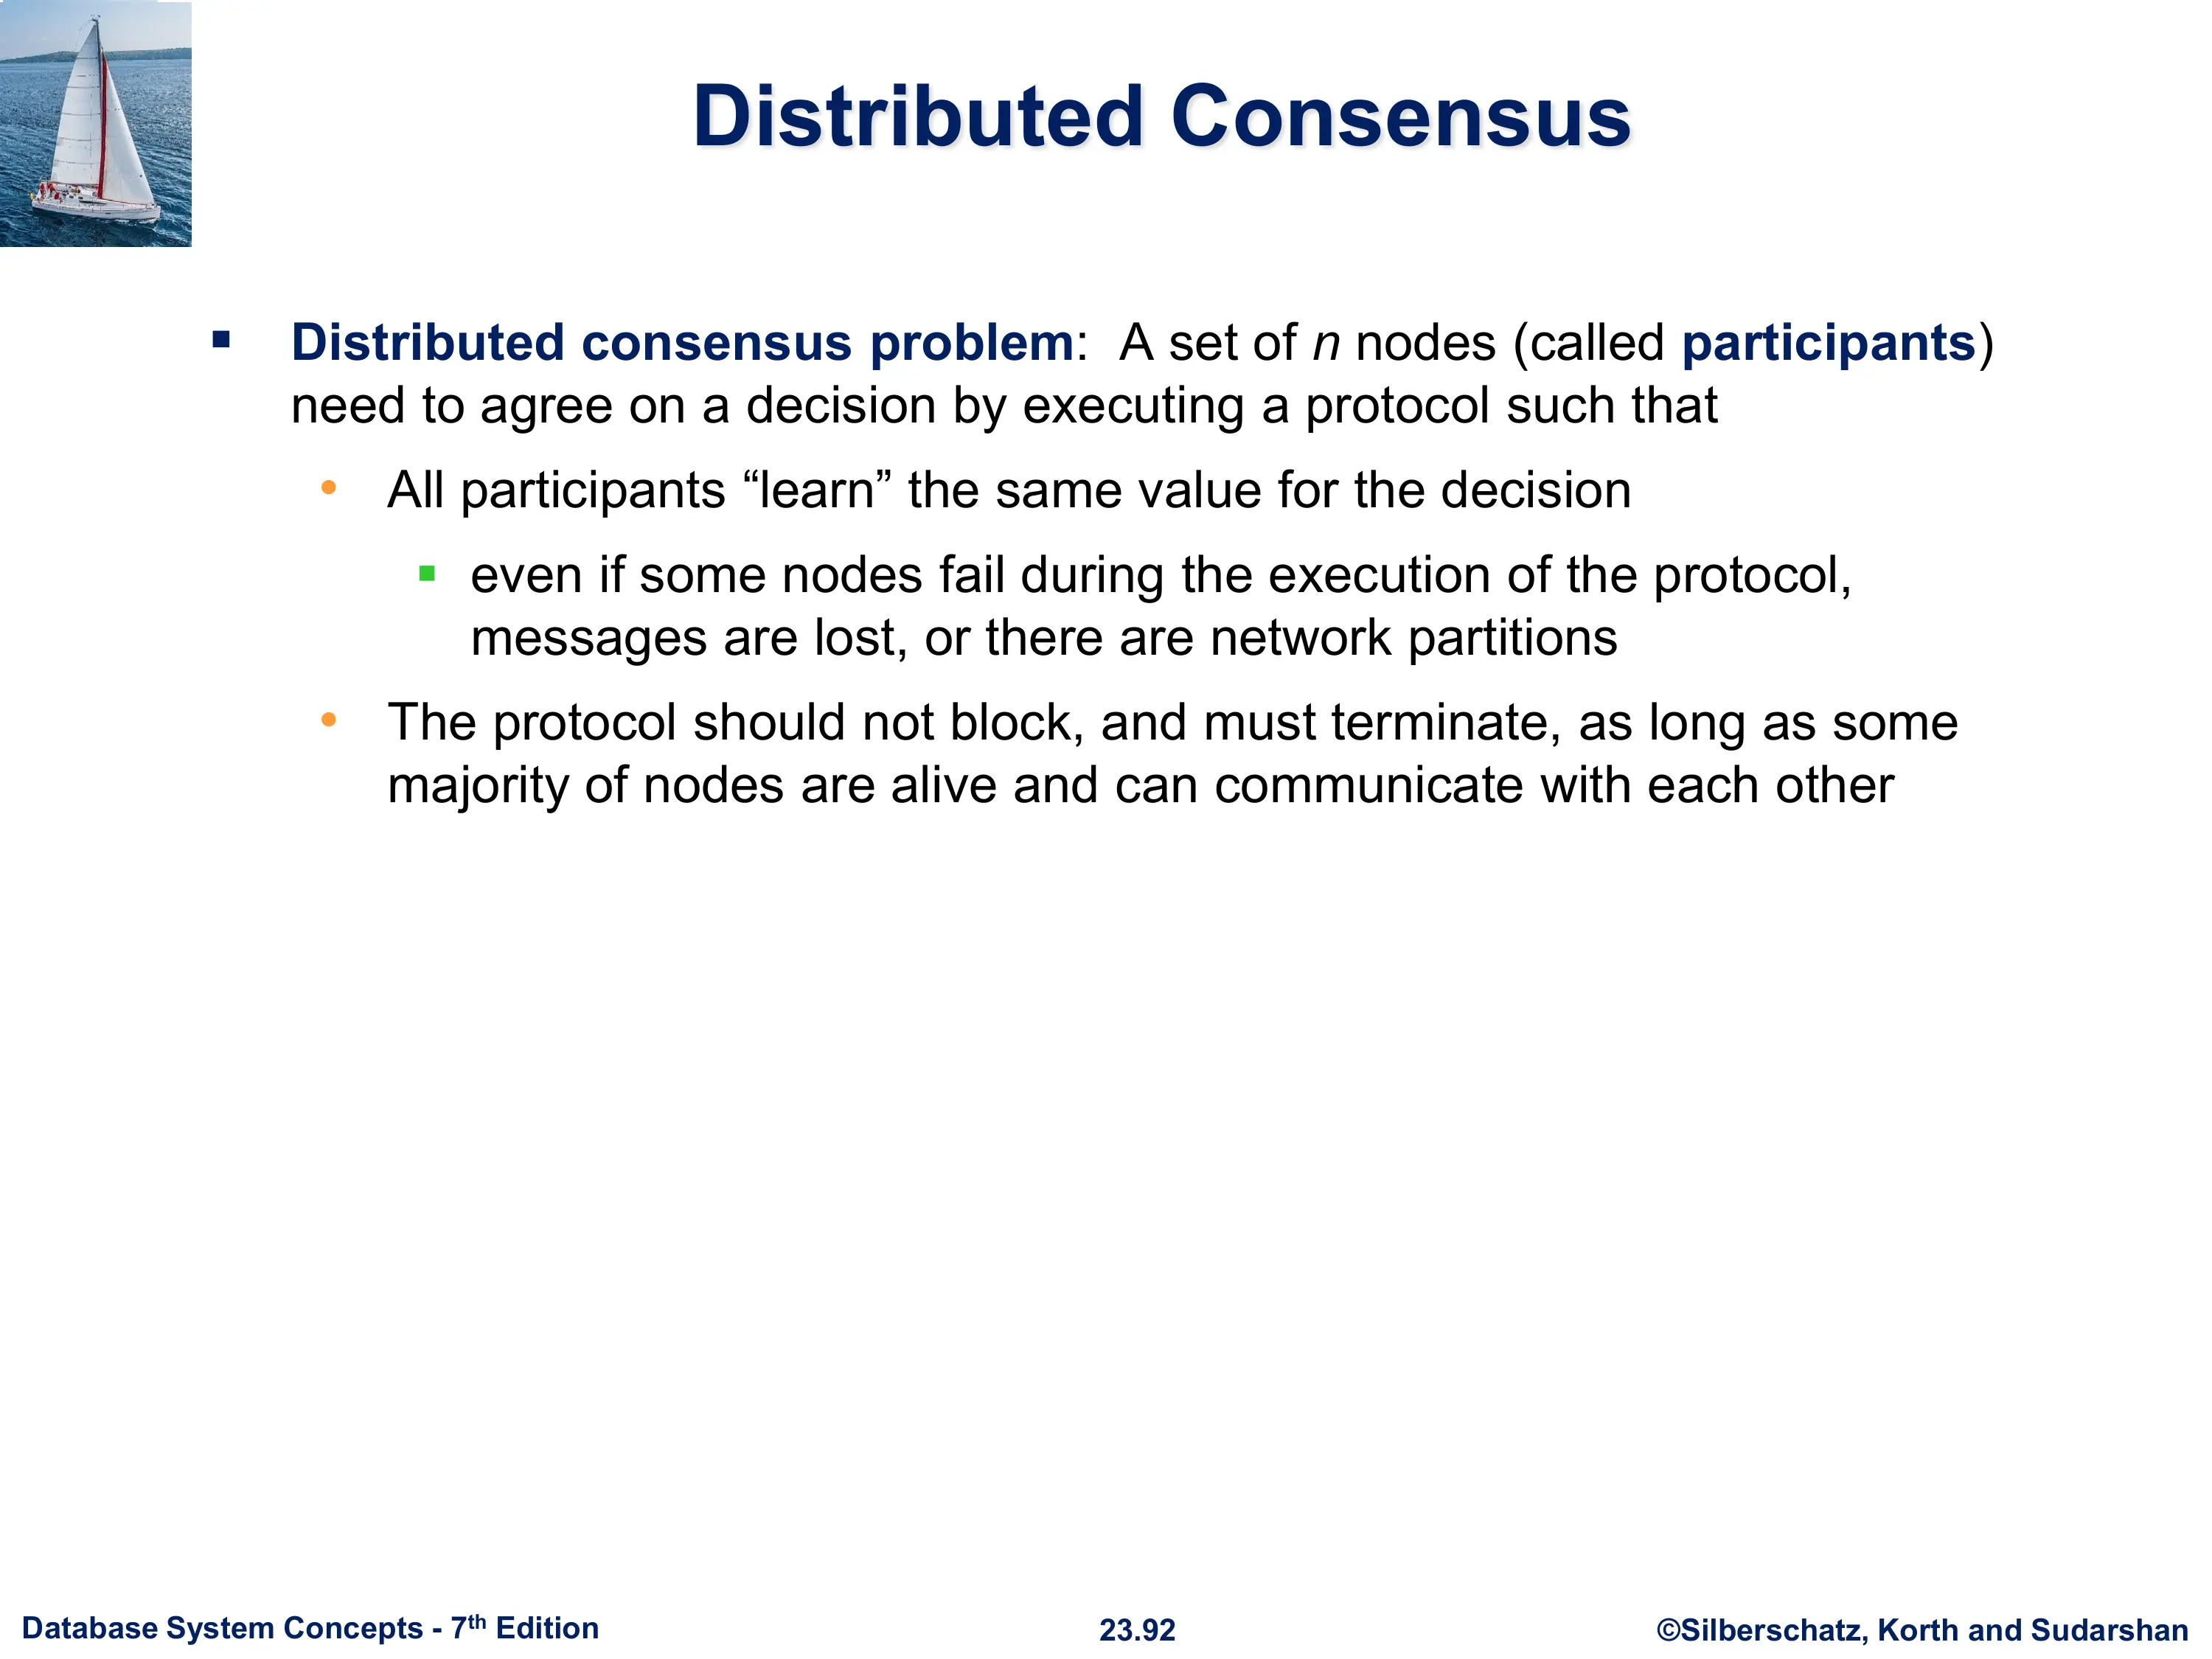 Distributed Consensus
▪ Distributed consensus problem: A set of n nodes (called participants)
need to agree on a decision by executing a protocol such that
• All participants “learn” the same value for the decision
▪ even if some nodes fail during the execution of the protocol,
messages are lost, or there are network partitions
• The protocol should not block, and must terminate, as long as some
majority of nodes are alive and can communicate with each other
Database System Concepts - 7th Edition
23.92
©Silberschatz, Korth and Sudarshan